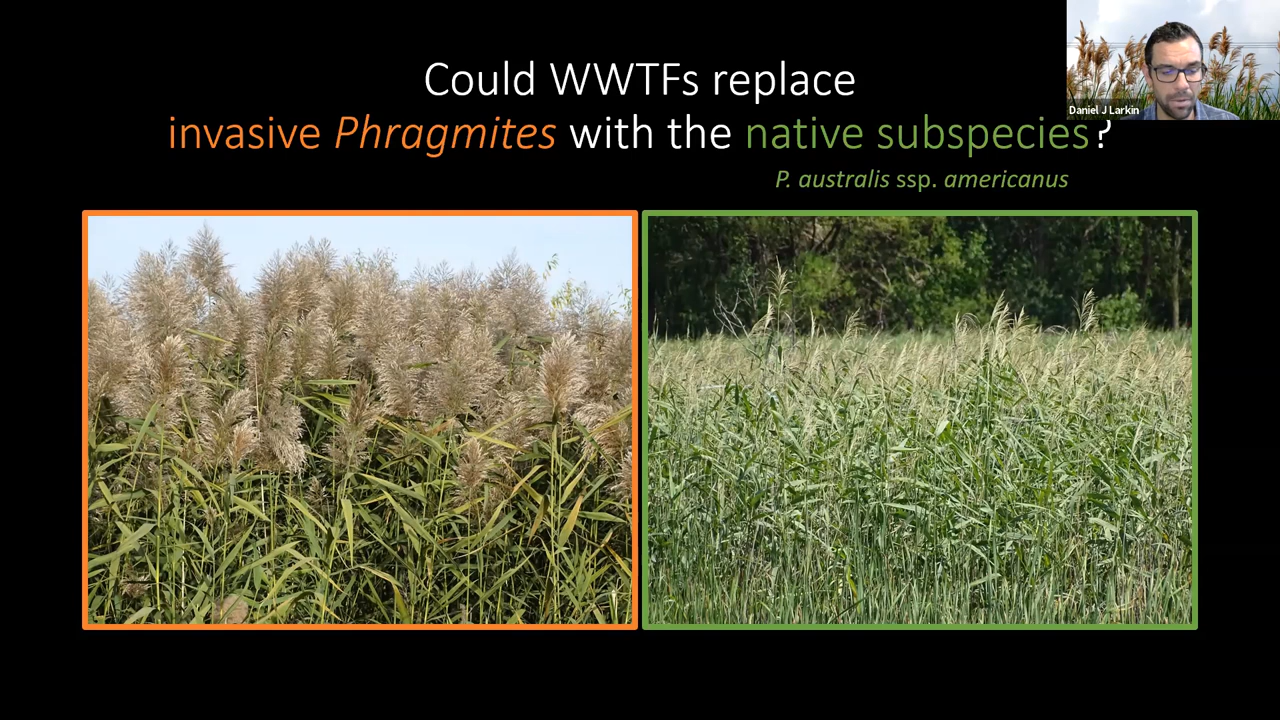 Could WWTFs replace
invasive Phragmites with the native subspecies?
P. australis ssp. americanus
Daniel J Larkin